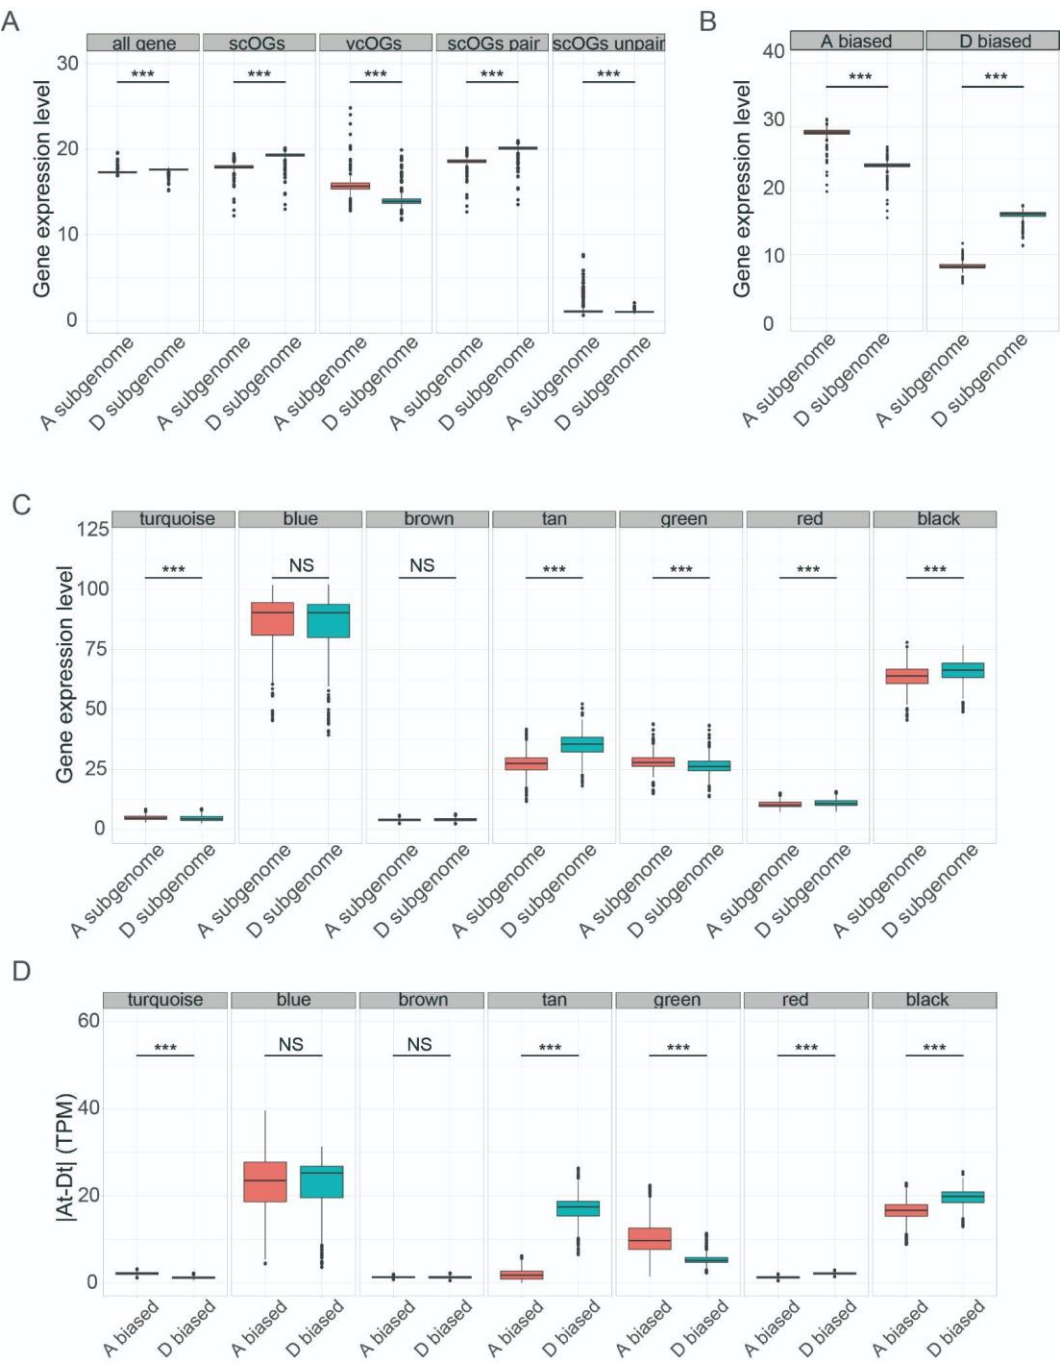 A
all gene scOGs vcOGs scOGs pair scOGs unpair
Gene expression level
30
20
10
0
*** *** *** *** ***
A subgenome D subgenome A subgenome D subgenome A subgenome D subgenome A subgenome D subgenome A subgenome D subgenome
B
A biased D biased
Gene expression level
40
30
20
10
0
*** ***
A subgenome D subgenome A subgenome D subgenome
C
turquoise blue brown tan green red black
Gene expression level
125
100
75
50
25
0
*** NS NS *** *** *** ***
A subgenome D subgenome A subgenome D subgenome A subgenome D subgenome A subgenome D subgenome A subgenome D subgenome A subgenome D subgenome A subgenome D subgenome
D
turquoise blue brown tan green red black
|At-Dt| (TPM)
60
40
20
0
*** NS NS *** *** *** ***
A biased D biased A biased D biased A biased D biased A biased D biased A biased D biased A biased D biased A biased D biased